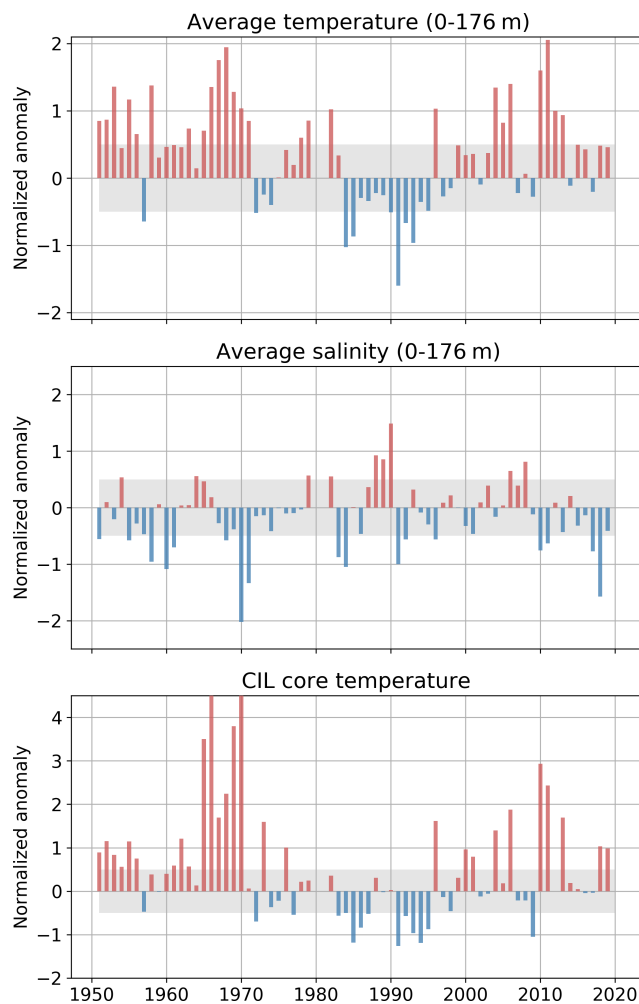 Average temperature (0-176 m)
Normalized anomaly
2
1
0
−1
−2
Average salinity (0-176 m)
Normalized anomaly
2
1
0
−1
−2
CIL core temperature
Normalized anomaly
4
3
2
1
0
−1
−2
1950 1960 1970 1980 1990 2000 2010 2020